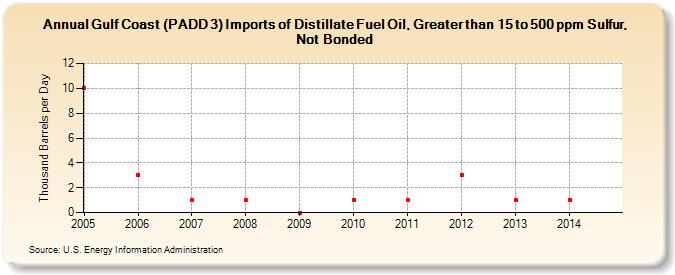 Annual Gulf Coast (PADD 3) Imports of Distillate Fuel Oil, Greater than 15 to 500 ppm Sulfur,
Not Bonded
Thousand Barrels per Day
12
10
8
6
4
2
0
2005 2006 2007 2008 2009 2010 2011 2012 2013 2014
Source: U.S. Energy Information Administration